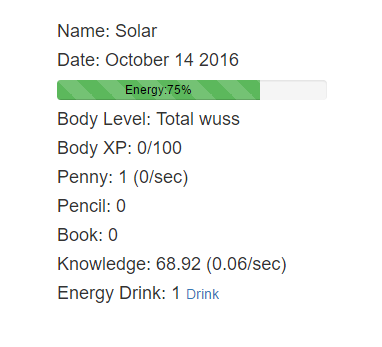 Name: Solar
Date: October 14 2016
Energy:75%
Body Level: Total wuss
Body XP: 0/100
Penny: 1 (0/sec)
Pencil: 0
Book: 0
Knowledge: 68.92 (0.06/sec)
Energy Drink: 1 Drink